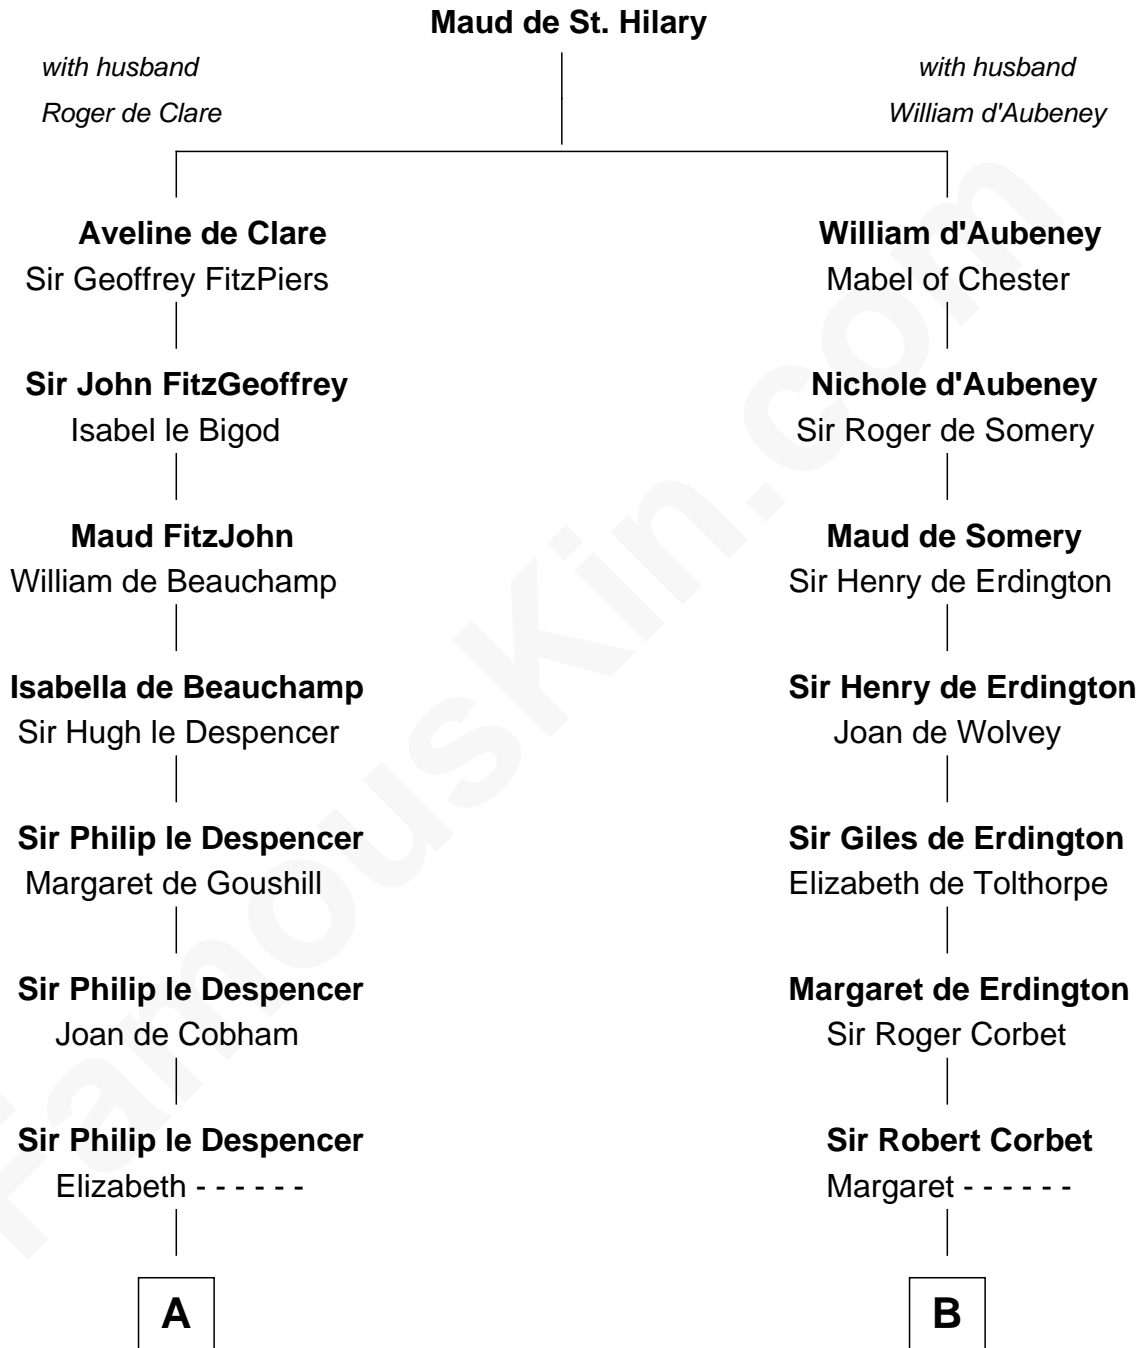 Maud de St. Hilary
with husband
Roger de Clare
with husband
William d'Aubeney
Aveline de Clare
Sir Geoffrey FitzPiers
William d'Aubeney
Mabel of Chester
Sir John FitzGeoffrey
Isabel le Bigod
Nichole d'Aubeney
Sir Roger de Somery
Maud FitzJohn
William de Beauchamp
Maud de Somery
Sir Henry de Erdington
Isabella de Beauchamp
Sir Hugh le Despencer
Sir Henry de Erdington
Joan de Wolvey
Sir Philip le Despencer
Margaret de Goushill
Sir Giles de Erdington
Elizabeth de Tolthorpe
Sir Philip le Despencer
Joan de Cobham
Margaret de Erdington
Sir Roger Corbet
Sir Philip le Despencer
Elizabeth - - - - - -
Sir Robert Corbet
Margaret - - - - - -
A
B
FamousKin.com